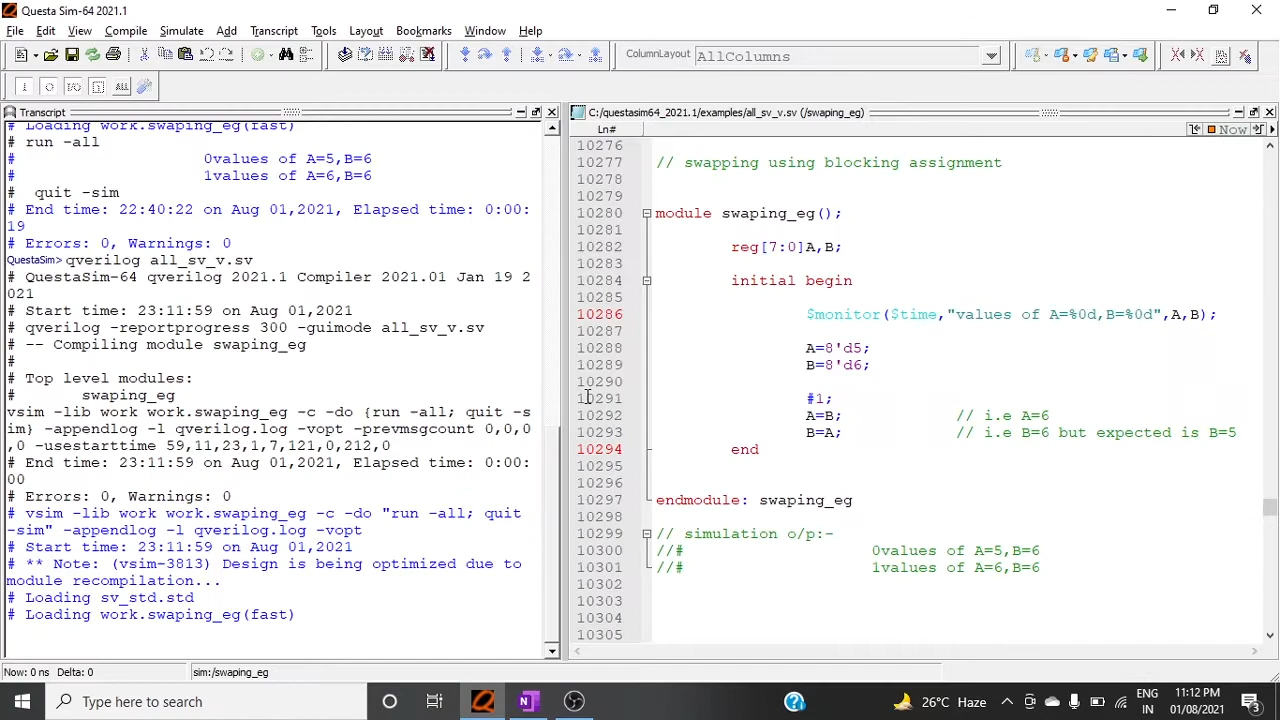 Questa Sim-64 2021.1
File Edit View Compile Simulate Add Transcript Tools Layout Bookmarks Window Help
ColumnLayout AllColumns
Transcript
# Loading work.swaping_eg(fast)
# run -all
# 0values of A=5,B=6
# 1values of A=6,B=6
# quit -sim
# End time: 22:40:22 on Aug 01,2021, Elapsed time: 0:00:
19
# Errors: 0, Warnings: 0
QuestaSim> qverilog all_sv_v.sv
# QuestaSim-64 qverilog 2021.1 Compiler 2021.01 Jan 19 2
021
# Start time: 23:11:59 on Aug 01,2021
# qverilog -reportprogress 300 -guimode all_sv_v.sv
# -- Compiling module swaping_eg
#
# Top level modules:
# swaping_eg
vsim -lib work work.swaping_eg -c -do {run -all; quit -s
im} -appendlog -l qverilog.log -vopt -prevmsgcount 0,0,0
,0 -usestarttime 59,11,23,1,7,121,0,212,0
# End time: 23:11:59 on Aug 01,2021, Elapsed time: 0:00:
00
# Errors: 0, Warnings: 0
# vsim -lib work work.swaping_eg -c -do "run -all; quit
-sim" -appendlog -l qverilog.log -vopt
# Start time: 23:11:59 on Aug 01,2021
# ** Note: (vsim-3813) Design is being optimized due to
module recompilation...
# Loading sv_std.std
# Loading work.swaping_eg(fast)
C:/questasim64_2021.1/examples/all_sv_v.sv (/swaping_eg)
Ln#
Now
10276
10277 // swapping using blocking assignment
10278
10279
10280 module swaping_eg();
10281
10282 reg[7:0]A,B;
10283
10284 initial begin
10285
10286 $monitor($time,"values of A=%0d,B=%0d",A,B);
10287
10288 A=8'd5;
10289 B=8'd6;
10290
10291 #1;
10292 A=B; // i.e A=6
10293 B=A; // i.e B=6 but expected is B=5
10294 end
10295
10296
10297 endmodule: swaping_eg
10298
10299 // simulation o/p:-
10300 //# 0values of A=5,B=6
10301 //# 1values of A=6,B=6
10302
10303
10304
10305
Now: 0 ns Delta: 0 sim:/swaping_eg
Type here to search
26°C Haze
ENG
IN
11:12 PM
01/08/2021
3